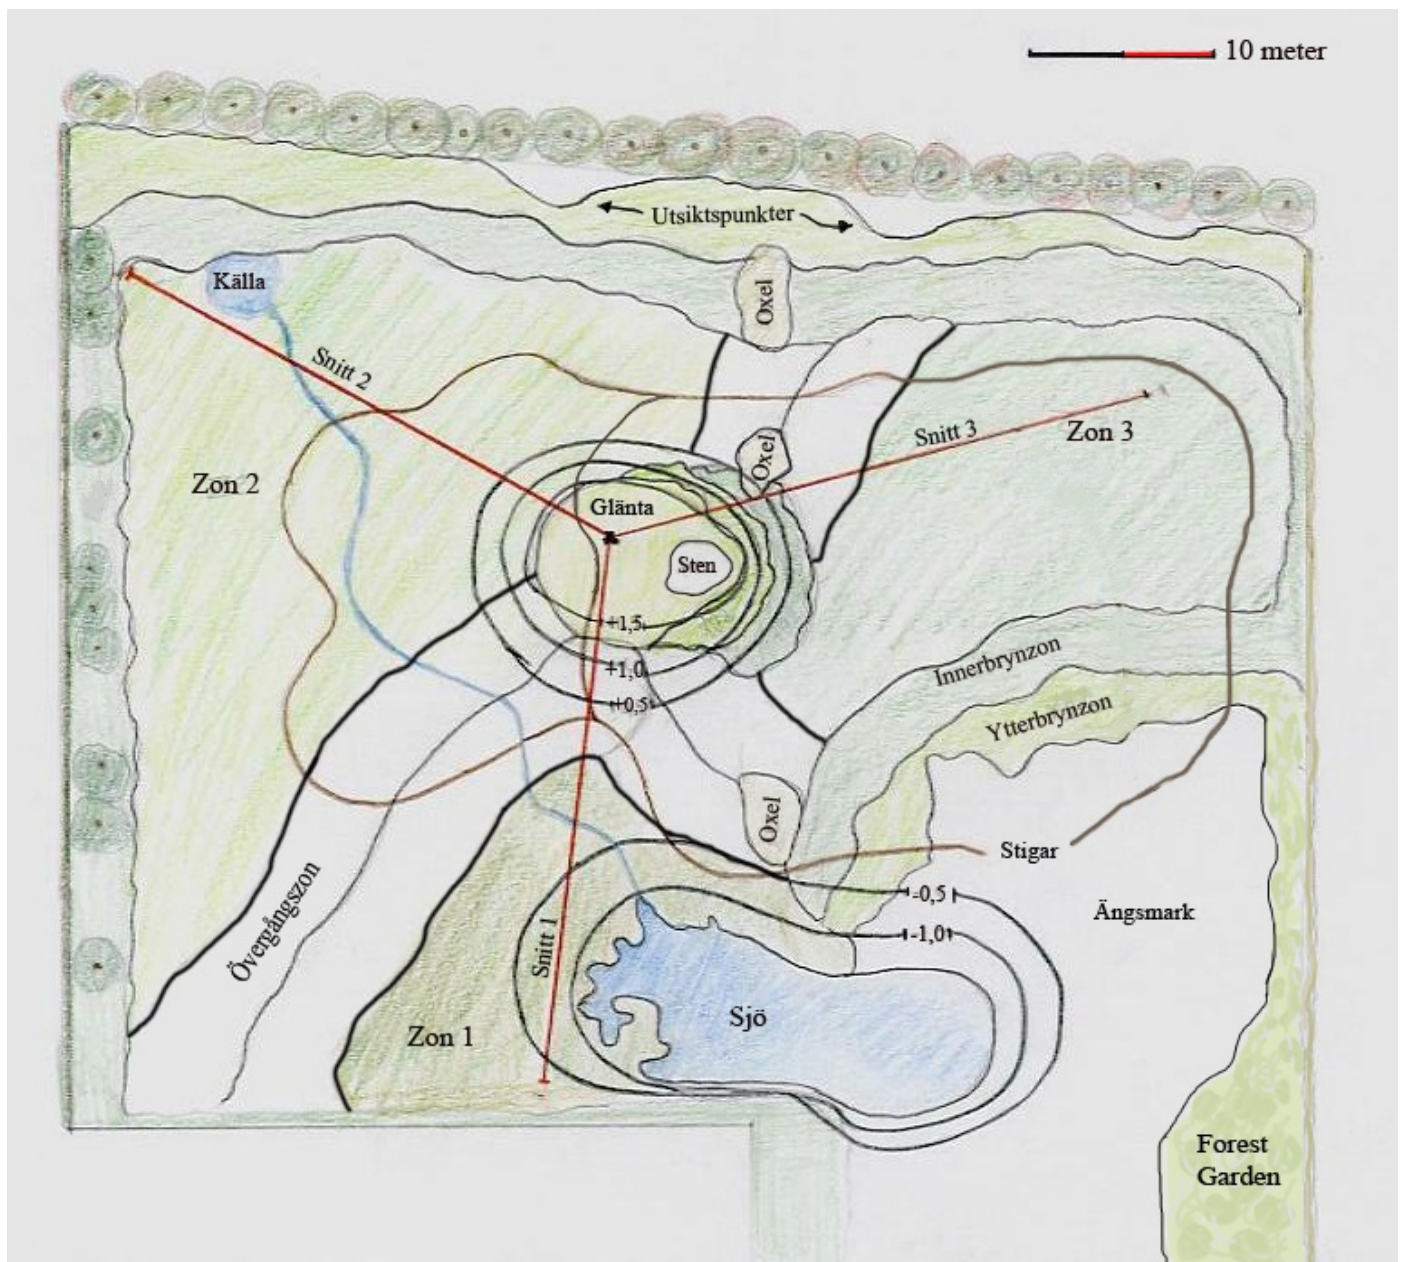 10 meter
Utsiktspunkter
Källa
Oxel
Snitt 2
Snitt 3
Zon 3
Oxel
Zon 2
Glänta
Sten
+1,5
+1,0
+0,5
Innerbrynzon
Ytterbrynzon
Oxel
Stigar
-0,5
Övergångszon
Ängsmark
-1,0
Snitt 1
Sjö
Zon 1
Forest
Garden